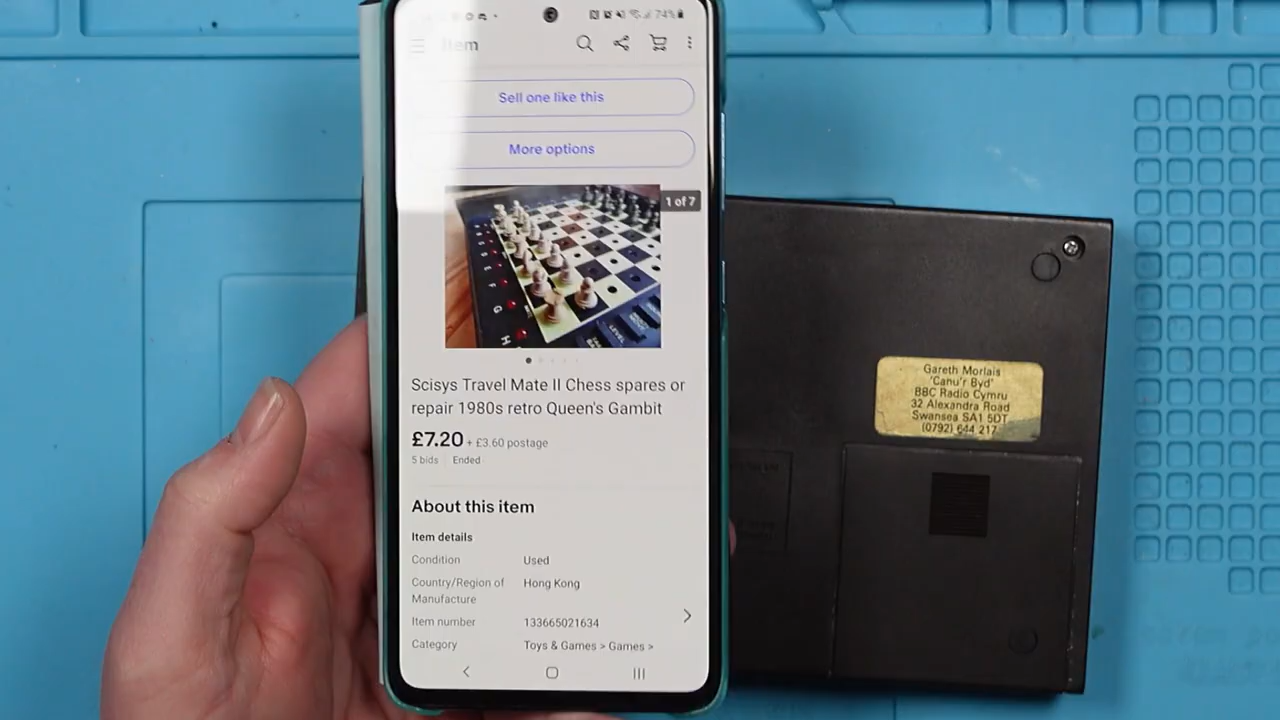 74%
Item
Sell one like this
More options
1 of 7
Scisys Travel Mate II Chess spares or
repair 1980s retro Queen's Gambit
£7.20 + £3.60 postage
5 bids
Ended
About this item
Item details
Condition
Used
Country/Region of
Manufacture
Hong Kong
Item number
133665021634
Category
Toys & Games > Games >
E
F
G
H
LEVEL
Gareth Morlais
'Canu'r Byd'
BBC Radio Cymru
32 Alexandra Road
Swansea SA1 5DT
(0792) 644 217